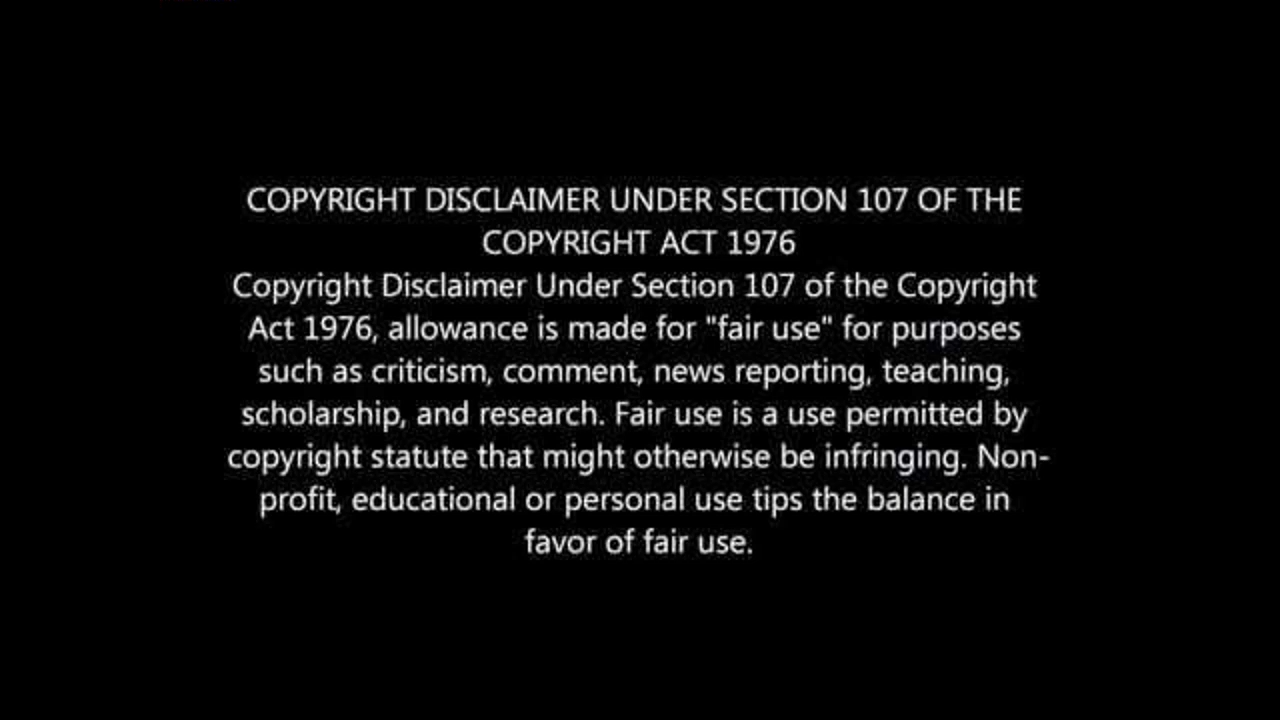 COPYRIGHT DISCLAIMER UNDER SECTION 107 OF THE
COPYRIGHT ACT 1976
Copyright Disclaimer Under Section 107 of the Copyright
Act 1976, allowance is made for "fair use" for purposes
such as criticism, comment, news reporting, teaching,
scholarship, and research. Fair use is a use permitted by
copyright statute that might otherwise be infringing. Non-
profit, educational or personal use tips the balance in
favor of fair use.